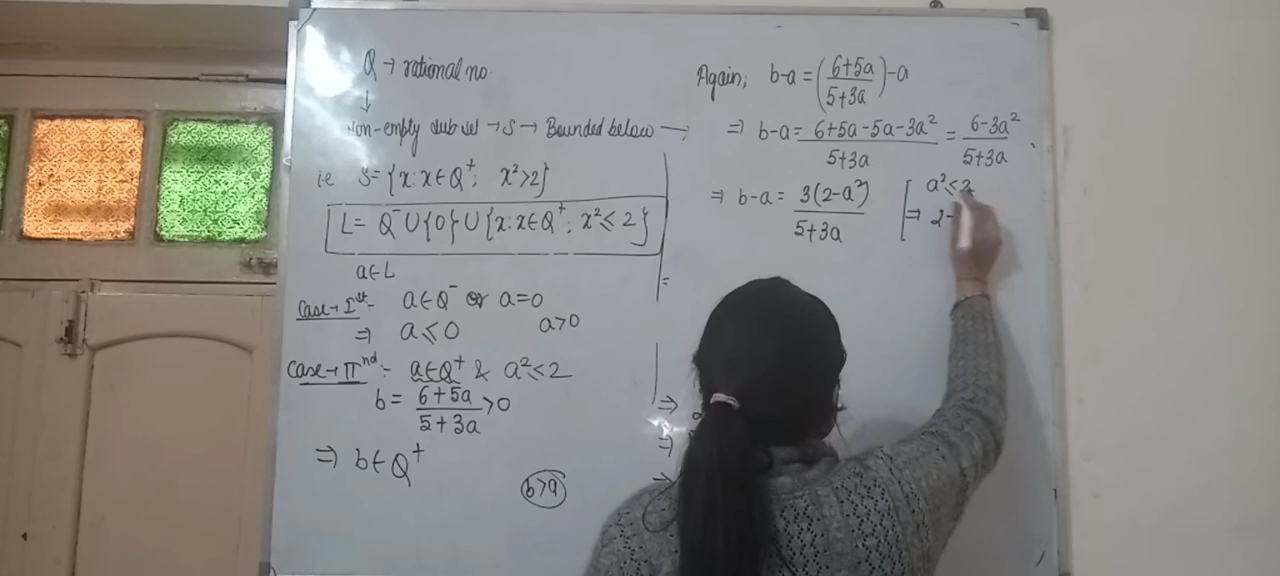 Q → rational no.
↓
Non-empty subset → S → Bounded below →
i.e S = {x : x ∈ Q⁺ ; x² > 2}
L = Q⁻ ∪ {0} ∪ {x : x ∈ Q⁺ ; x² ≤ 2}
a ∈ L
Case → Iˢᵗ :- a ∈ Q⁻ or a = 0
⇒ a ≤ 0 a > 0
Case → IIⁿᵈ :- a ∈ Q⁺ & a² ≤ 2
b = (6+5a)/(5+3a) > 0
⇒ b ∈ Q⁺
b > a
Again; b-a = ((6+5a)/(5+3a)) - a
⇒ b-a = (6+5a-5a-3a²)/(5+3a) = (6-3a²)/(5+3a)
⇒ b-a = 3(2-a²)/(5+3a) [ a² ≤ 2
⇒ 2-
=
⇒
⇒
⇒